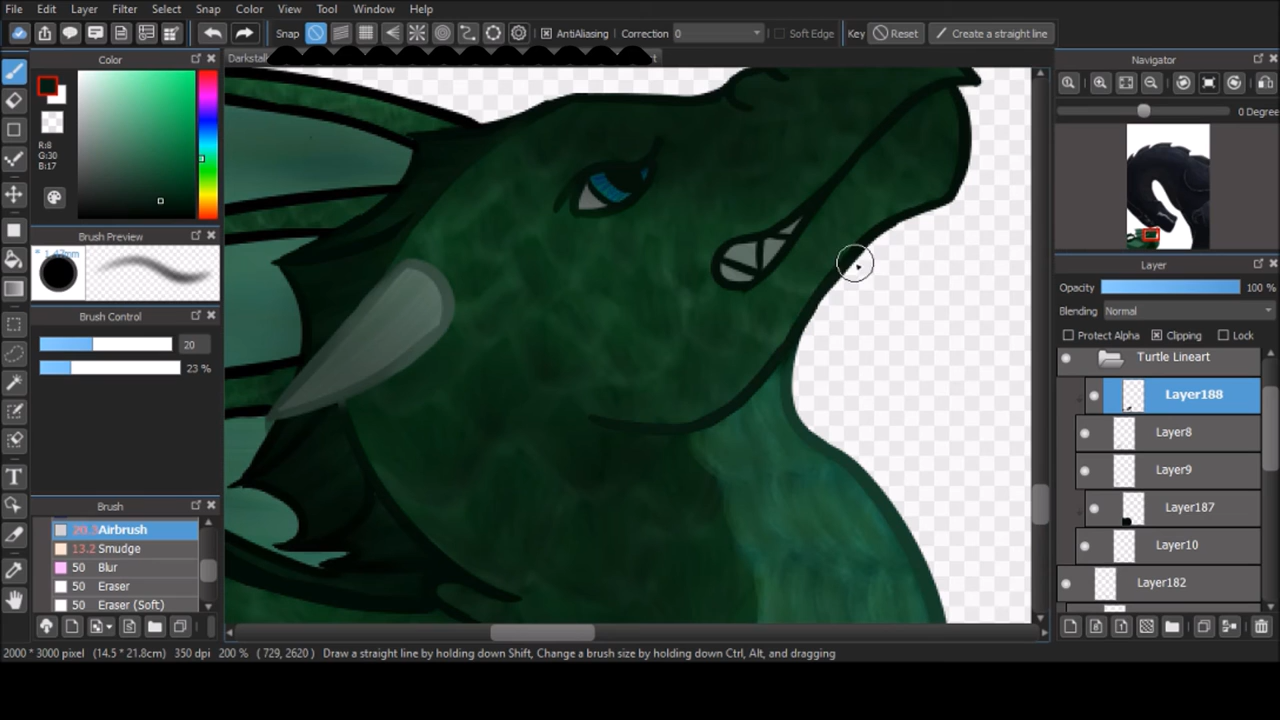 File Edit Layer Filter Select Snap Color View Tool Window Help
Snap AntiAliasing Correction 0 Soft Edge Key Reset Create a straight line
Darkstal
Color
R:8
G:30
B:17
Brush Preview
Brush Control
20
23 %
Brush
Airbrush
13.2 Smudge
50 Blur
50 Eraser
50 Eraser (Soft)
Navigator
0 Degree
Layer
Opacity 100 %
Blending Normal
Protect Alpha Clipping Lock
Turtle Lineart
Layer188
Layer8
Layer9
Layer187
Layer10
Layer182
2000 * 3000 pixel (14.5 * 21.8cm) 350 dpi 200 % ( 729, 2620 ) Draw a straight line by holding down Shift, Change a brush size by holding down Ctrl, Alt, and dragging